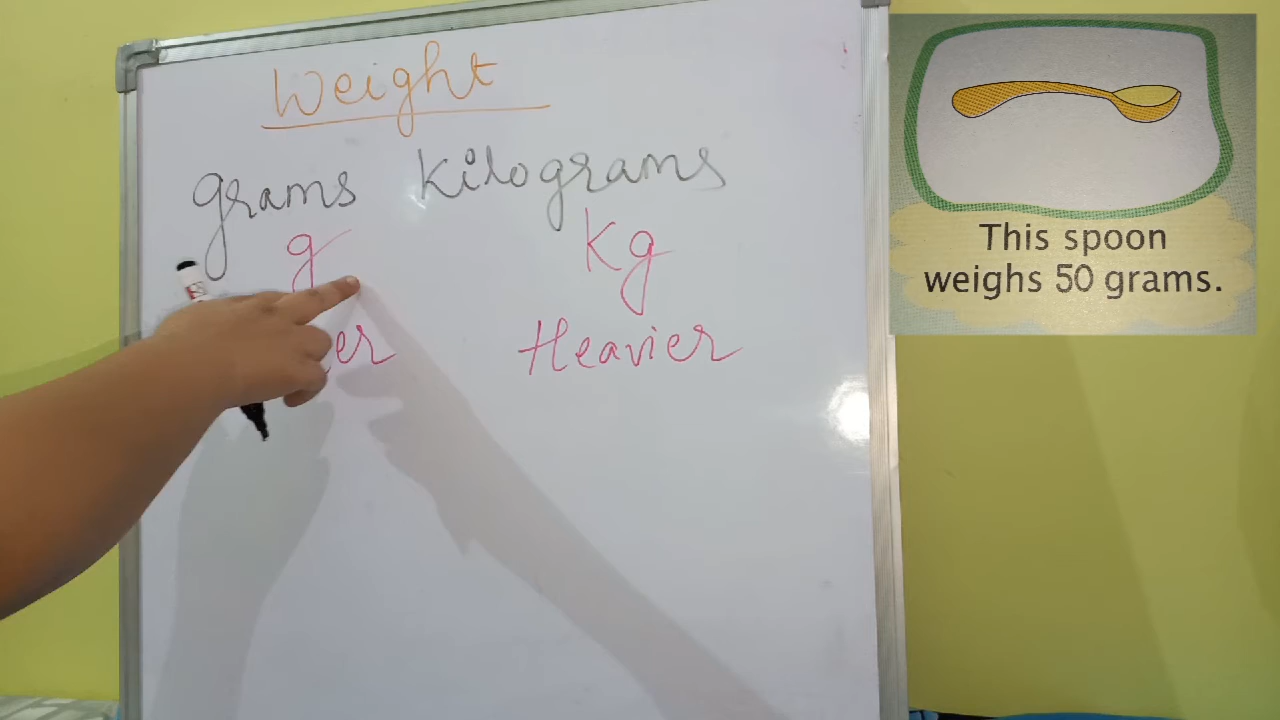 Weight
grams Kilograms
g Kg
Heavier
This spoon
weighs 50 grams.